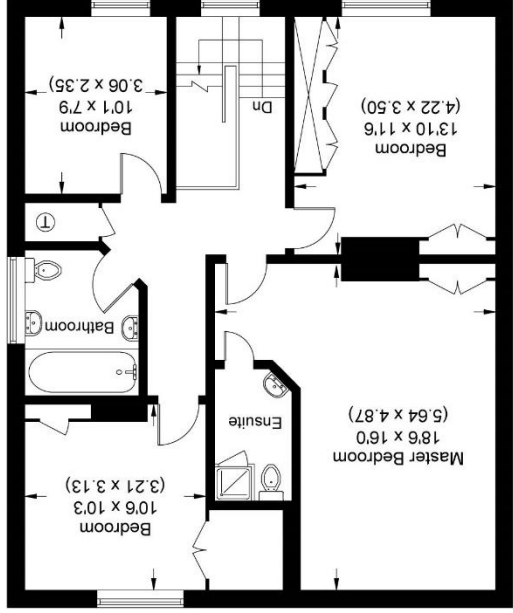 Bedroom
10'6 x 10'3
(3.21 x 3.13)
Master Bedroom
18'6 x 16'0
(5.64 x 4.87)
Ensuite
Bathroom
T
Bedroom
13'10 x 11'6
(4.22 x 3.50)
Bedroom
10'1 x 7'9
(3.06 x 2.35)
Dn